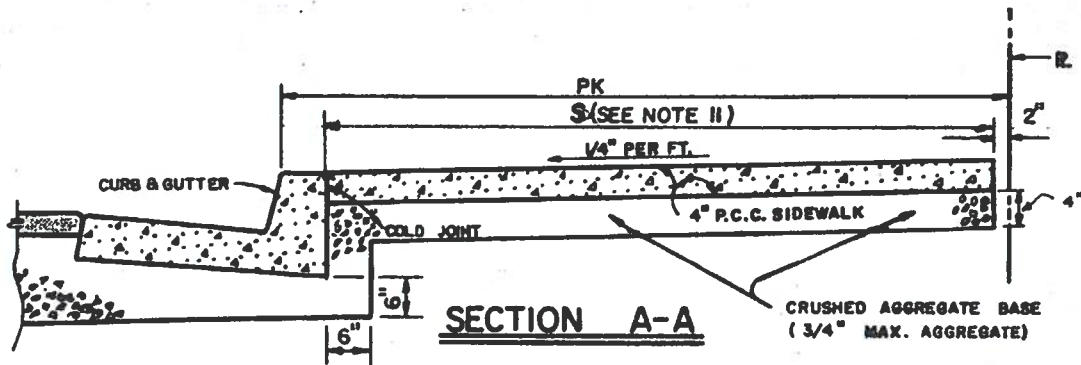 PK
S (SEE NOTE 11)
2"
1/4" PER FT.
CURB & GUTTER
4"
4" P.C.C. SIDEWALK
COLD JOINT
6"
6"
SECTION A-A
CRUSHED AGGREGATE BASE
(3/4" MAX. AGGREGATE)